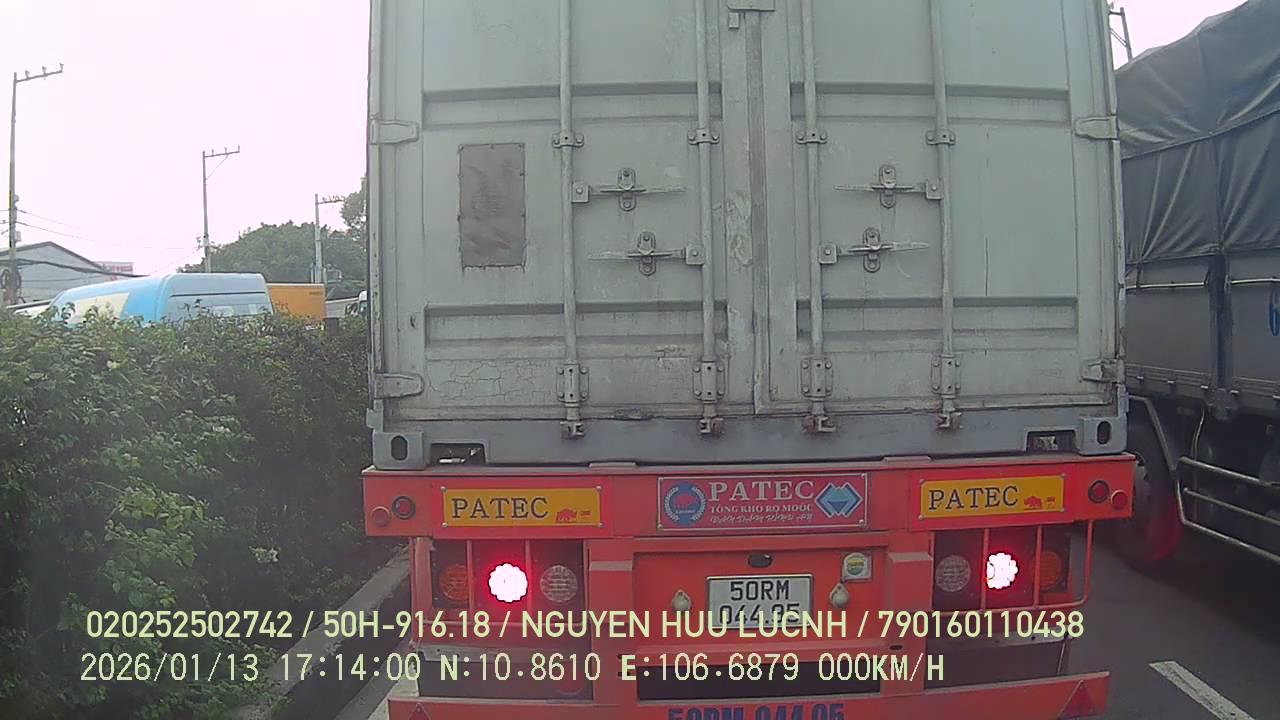 PATEC
PATEC
TỔNG KHO RƠ MOÓC
PATEC
50RM
044.95
020252502742 / 50H-916.18 / NGUYEN HUU LUCNH / 790160110438
2026/01/13 17:14:00 N:10.8610 E:106.6879 000KM/H